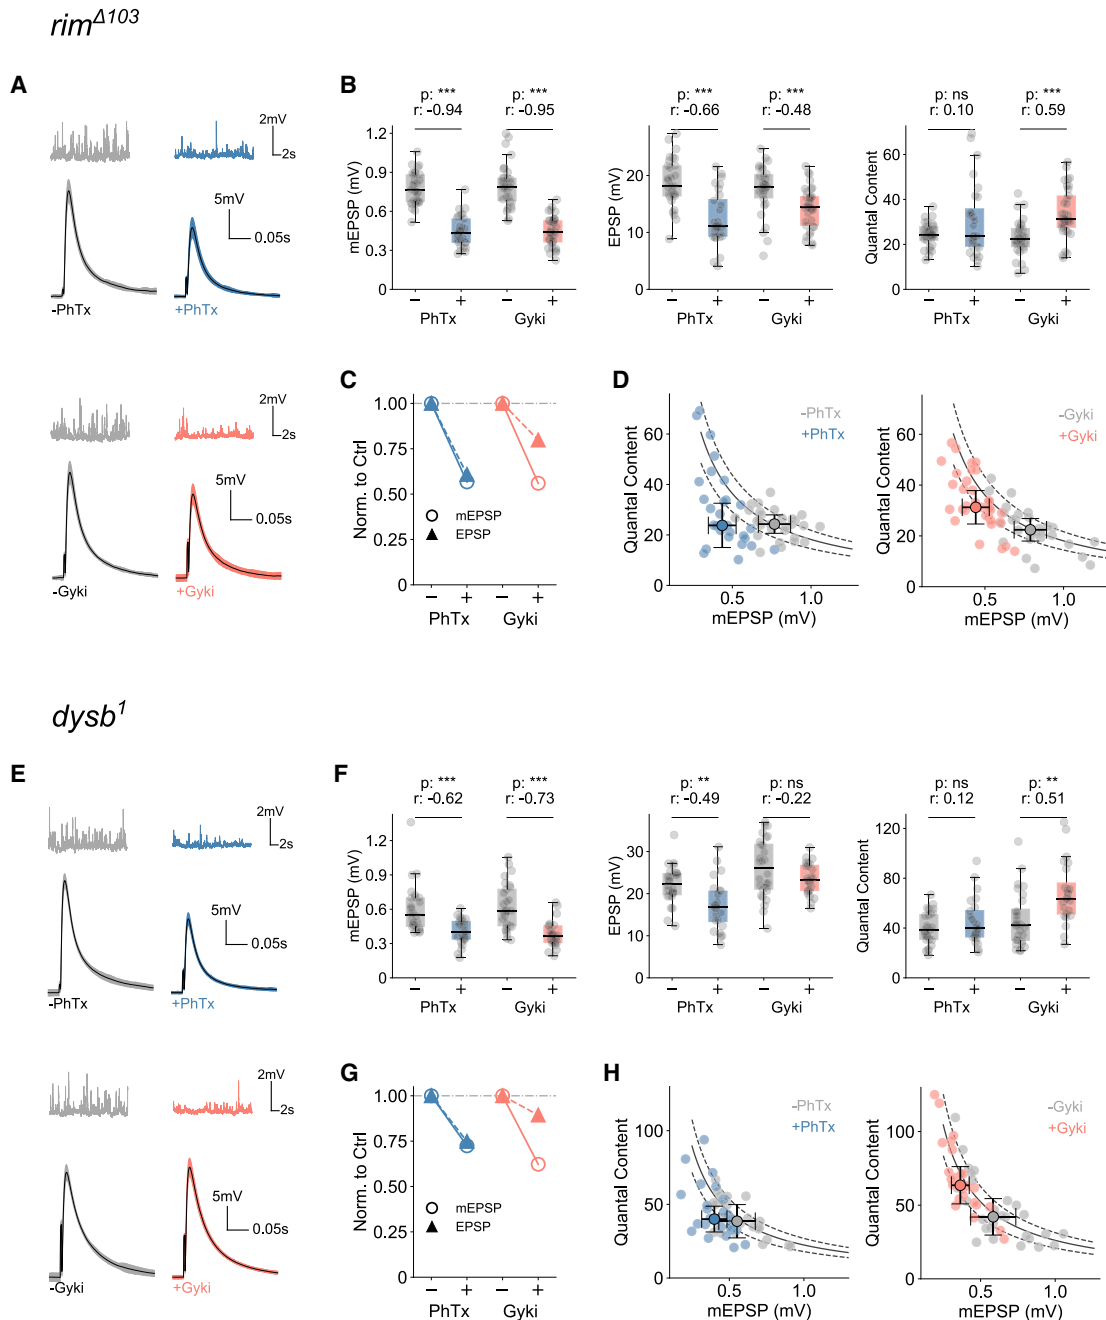 rimΔ103
A
2mV
2s
2mV
2s
5mV
0.05s
5mV
0.05s
-PhTx
+PhTx
2mV
2s
5mV
0.05s
-Gyki
+Gyki
B
p: ***
r: -0.94
p: ***
r: -0.95
mEPSP (mV)
1.2
0.9
0.6
0.3
0
− + − +
PhTx Gyki
p: ***
r: -0.66
p: ***
r: -0.48
EPSP (mV)
20
10
0
− + − +
PhTx Gyki
p: ns
r: 0.10
p: ***
r: 0.59
Quantal Content
60
40
20
0
− + − +
PhTx Gyki
C
Norm. to Ctrl
1.00
0.75
0.50
0.25
0
mEPSP
EPSP
− + − +
PhTx Gyki
D
Quantal Content
60
40
20
0
-PhTx
+PhTx
0.5 1.0
mEPSP (mV)
Quantal Content
60
40
20
0
-Gyki
+Gyki
0.5 1.0
mEPSP (mV)
dysb1
E
2mV
2s
5mV
0.05s
-PhTx
+PhTx
2mV
2s
5mV
0.05s
-Gyki
+Gyki
F
p: ***
r: -0.62
p: ***
r: -0.73
mEPSP (mV)
1.2
0.9
0.6
0.3
0
− + − +
PhTx Gyki
p: **
r: -0.49
p: ns
r: -0.22
EPSP (mV)
30
20
10
0
− + − +
PhTx Gyki
p: ns
r: 0.12
p: **
r: 0.51
Quantal Content
120
80
40
0
− + − +
PhTx Gyki
G
Norm. to Ctrl
1.00
0.75
0.50
0.25
0
mEPSP
EPSP
− + − +
PhTx Gyki
H
Quantal Content
100
50
0
-PhTx
+PhTx
0.5 1.0
mEPSP (mV)
Quantal Content
100
50
0
-Gyki
+Gyki
0.5 1.0
mEPSP (mV)